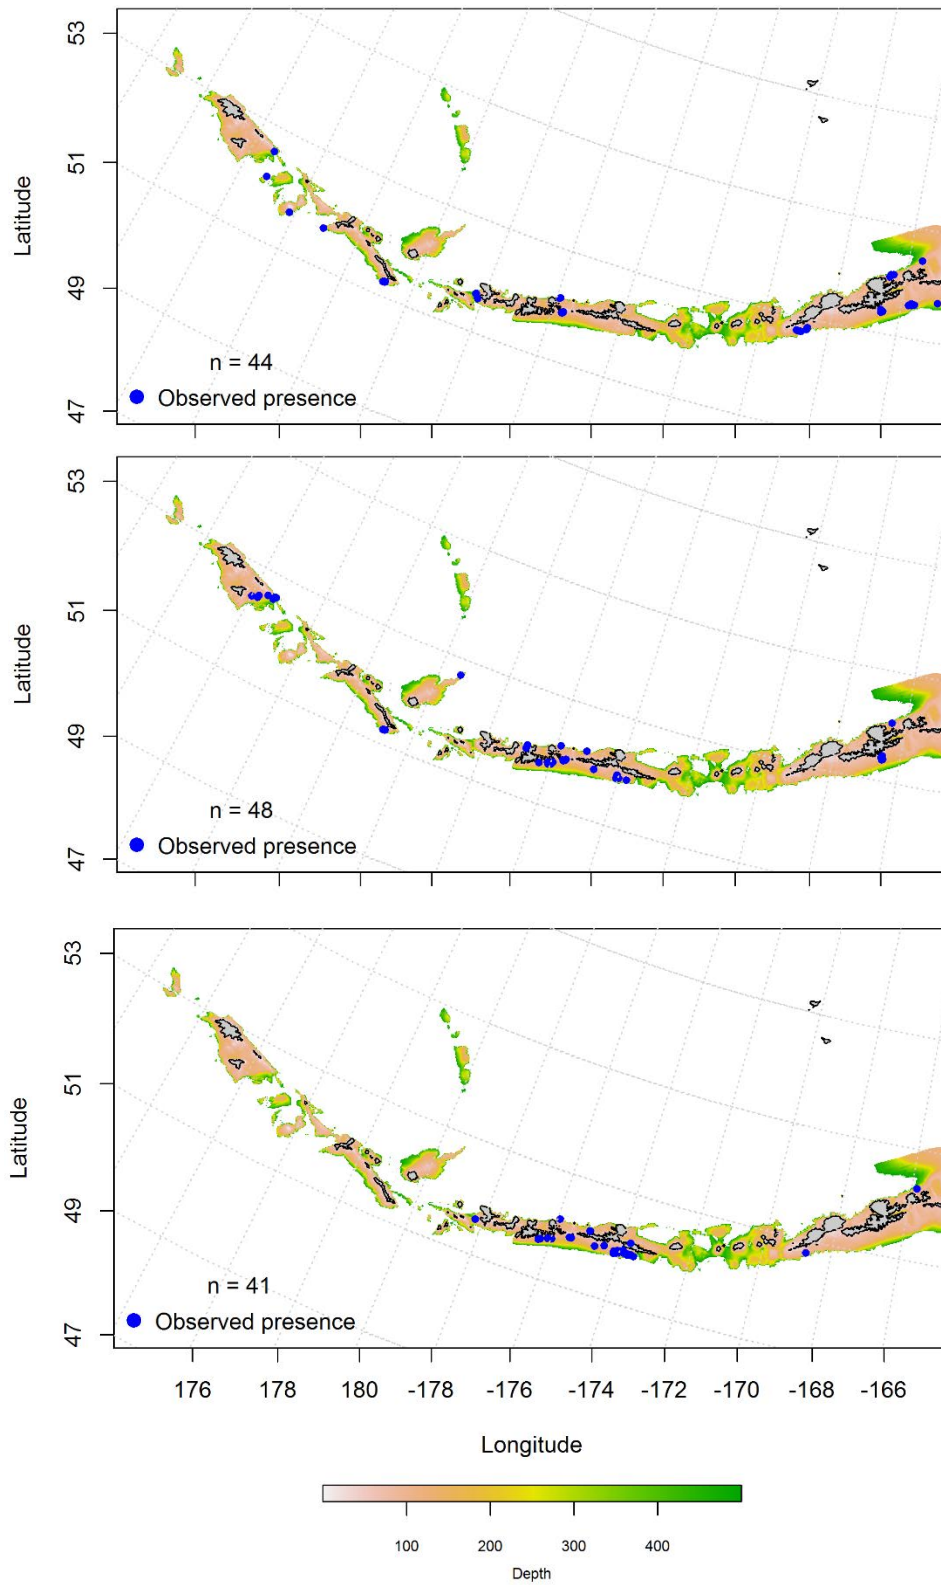 53
51
49
47
Latitude
n = 44
Observed presence
53
51
49
47
Latitude
n = 48
Observed presence
53
51
49
47
Latitude
n = 41
Observed presence
176 178 180 -178 -176 -174 -172 -170 -168 -166
Longitude
100 200 300 400
Depth